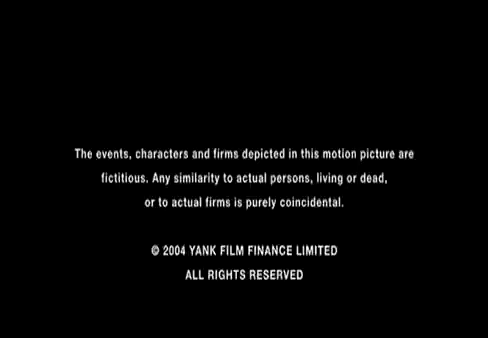 The events, characters and firms depicted in this motion picture are
fictitious. Any similarity to actual persons, living or dead,
or to actual firms is purely coincidental.
© 2004 YANK FILM FINANCE LIMITED
ALL RIGHTS RESERVED